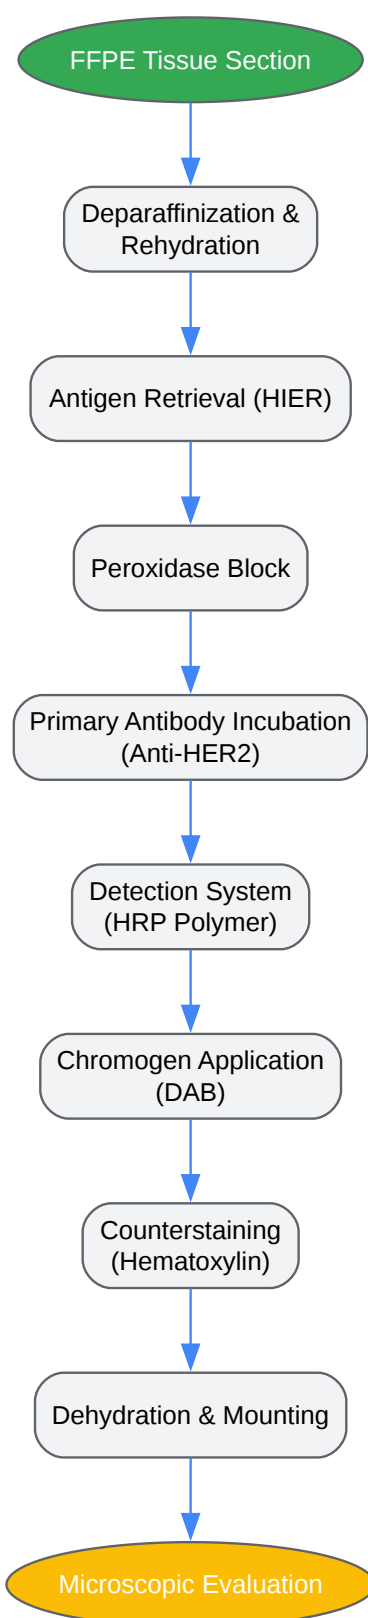 FFPE Tissue Section
Deparaffinization &
Rehydration
Antigen Retrieval (HIER)
Peroxidase Block
Primary Antibody Incubation
(Anti-HER2)
Detection System
(HRP Polymer)
Chromogen Application
(DAB)
Counterstaining
(Hematoxylin)
Dehydration & Mounting
Microscopic Evaluation